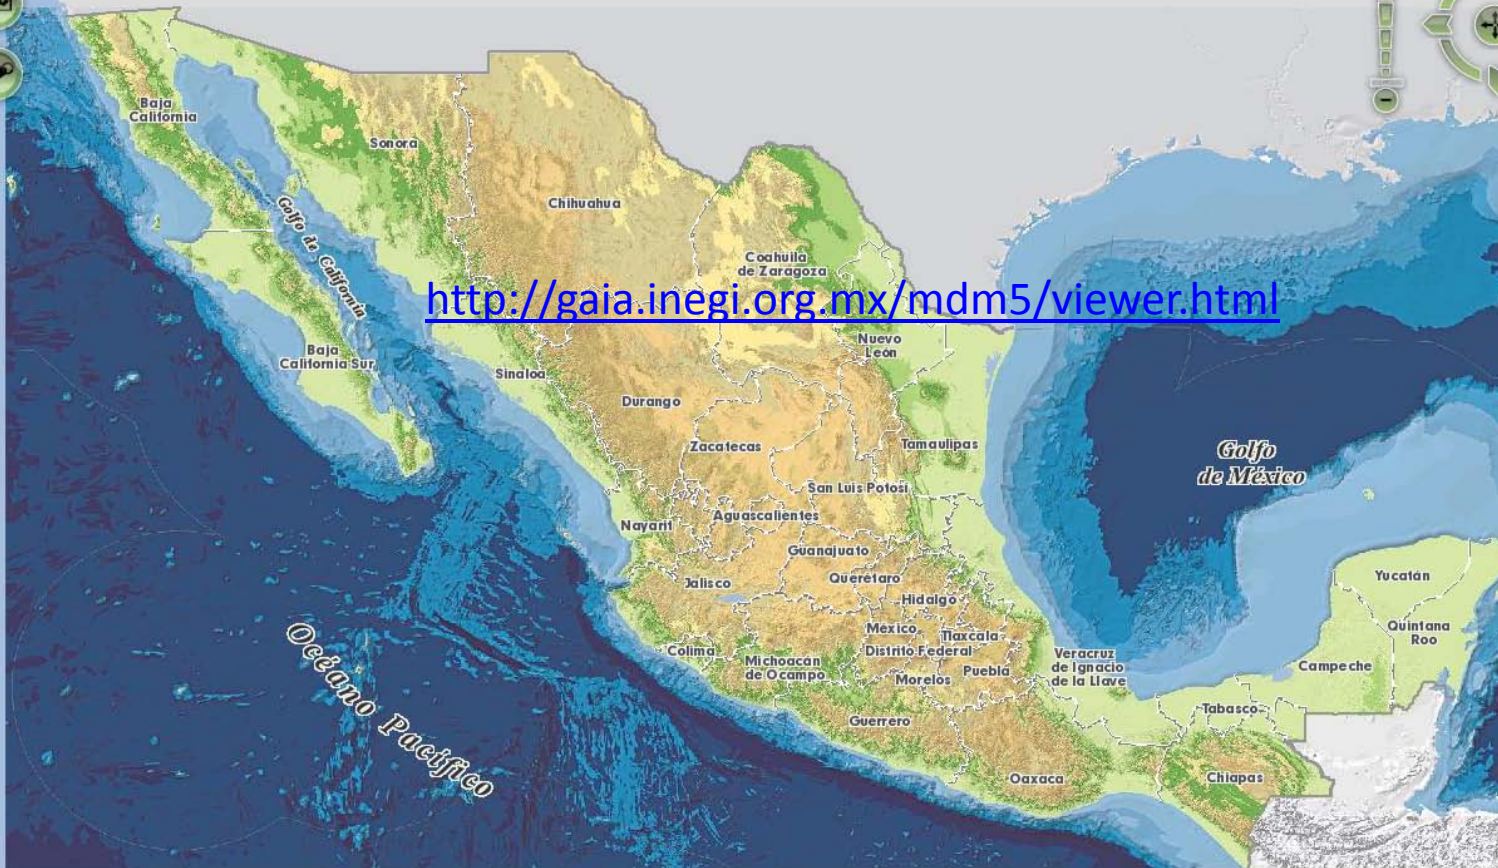 Baja
California
Sonora
Chihuahua
Golfo de California
Coahuila
de Zaragoza
http://gaia.inegi.org.mx/mdm5/viewer.html
Nuevo
León
Baja
California Sur
Sinaloa
Durango
Zacatecas
Tamaulipas
Golfo
de México
San Luis Potosí
Nayarit
Aguascalientes
Guanajuato
Jalisco
Querétaro
Yucatán
Hidalgo
México
Tlaxcala
Quintana
Roo
Océano Pacífico
Colima
Distrito Federal
Michoacán
de Ocampo
Morelos
Puebla
Veracruz
de Ignacio
de la Llave
Campeche
Guerrero
Tabasco
Oaxaca
Chiapas